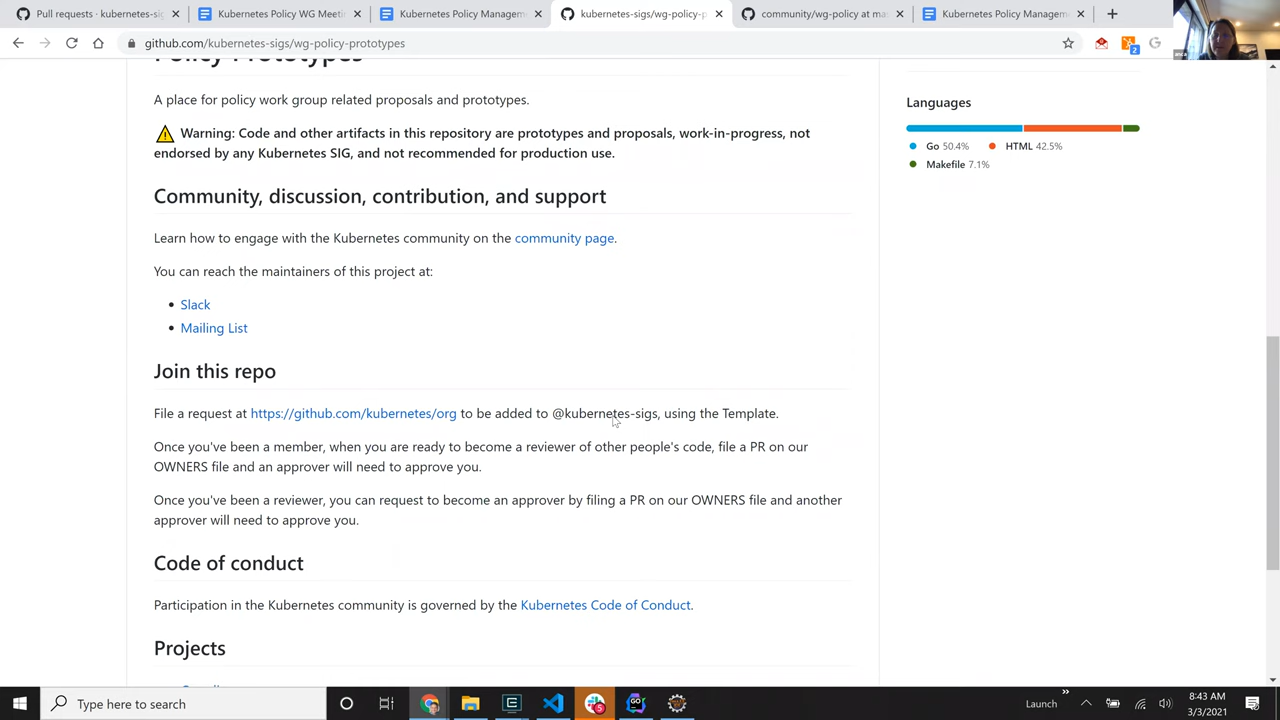 Pull requests · kubernetes-sig
Kubernetes Policy WG Meeti
Kubernetes Policy Managem
kubernetes-sigs/wg-policy-p
community/wg-policy at ma
Kubernetes Policy Managem
github.com/kubernetes-sigs/wg-policy-prototypes
2
Policy Prototypes
A place for policy work group related proposals and prototypes.
Warning: Code and other artifacts in this repository are prototypes and proposals, work-in-progress, not
endorsed by any Kubernetes SIG, and not recommended for production use.
Community, discussion, contribution, and support
Learn how to engage with the Kubernetes community on the community page.
You can reach the maintainers of this project at:
• Slack
• Mailing List
Join this repo
File a request at https://github.com/kubernetes/org to be added to @kubernetes-sigs, using the Template.
Once you've been a member, when you are ready to become a reviewer of other people's code, file a PR on our
OWNERS file and an approver will need to approve you.
Once you've been a reviewer, you can request to become an approver by filing a PR on our OWNERS file and another
approver will need to approve you.
Code of conduct
Participation in the Kubernetes community is governed by the Kubernetes Code of Conduct.
Projects
Languages
Go 50.4%
HTML 42.5%
Makefile 7.1%
Type here to search
GO
5
Launch
8:43 AM
3/3/2021